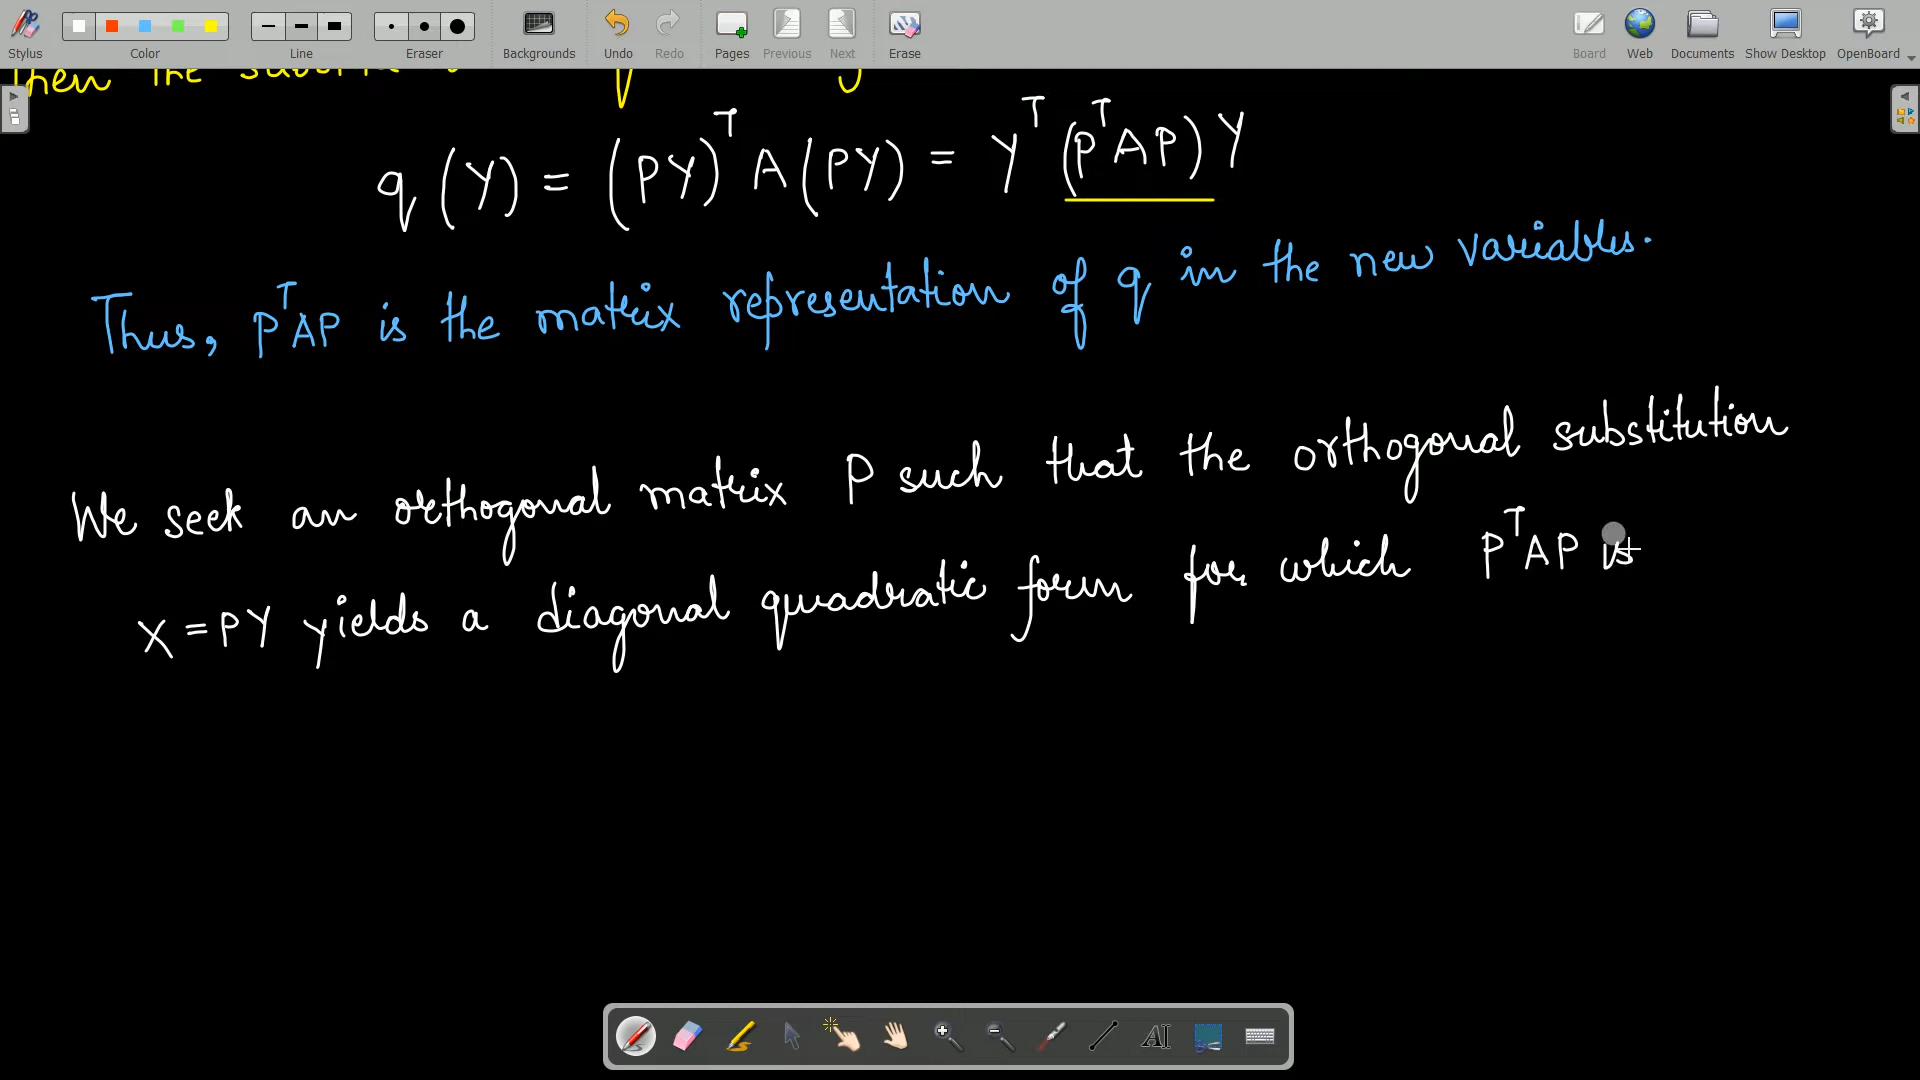 Stylus Color Line Eraser Backgrounds Undo Redo Pages Previous Next Erase Board Web Documents Show Desktop OpenBoard
Then the
q(Y) = (PY)^T A(PY) = Y^T (P^T AP) Y
Thus, P^T AP is the matrix representation of q in the new variables.
We seek an orthogonal matrix P such that the orthogonal substitution
X = PY yields a diagonal quadratic form for which P^T AP is